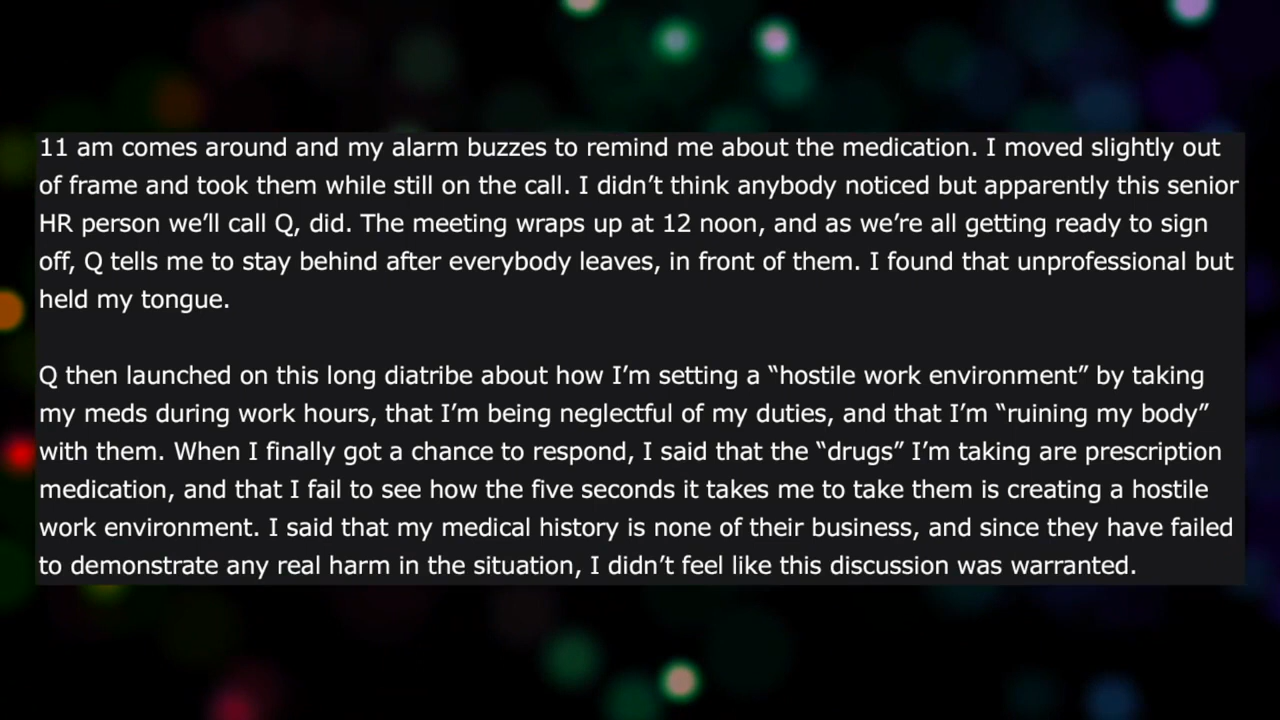 11 am comes around and my alarm buzzes to remind me about the medication. I moved slightly out
of frame and took them while still on the call. I didn’t think anybody noticed but apparently this senior
HR person we’ll call Q, did. The meeting wraps up at 12 noon, and as we’re all getting ready to sign
off, Q tells me to stay behind after everybody leaves, in front of them. I found that unprofessional but
held my tongue.
Q then launched on this long diatribe about how I’m setting a “hostile work environment” by taking
my meds during work hours, that I’m being neglectful of my duties, and that I’m “ruining my body”
with them. When I finally got a chance to respond, I said that the “drugs” I’m taking are prescription
medication, and that I fail to see how the five seconds it takes me to take them is creating a hostile
work environment. I said that my medical history is none of their business, and since they have failed
to demonstrate any real harm in the situation, I didn’t feel like this discussion was warranted.